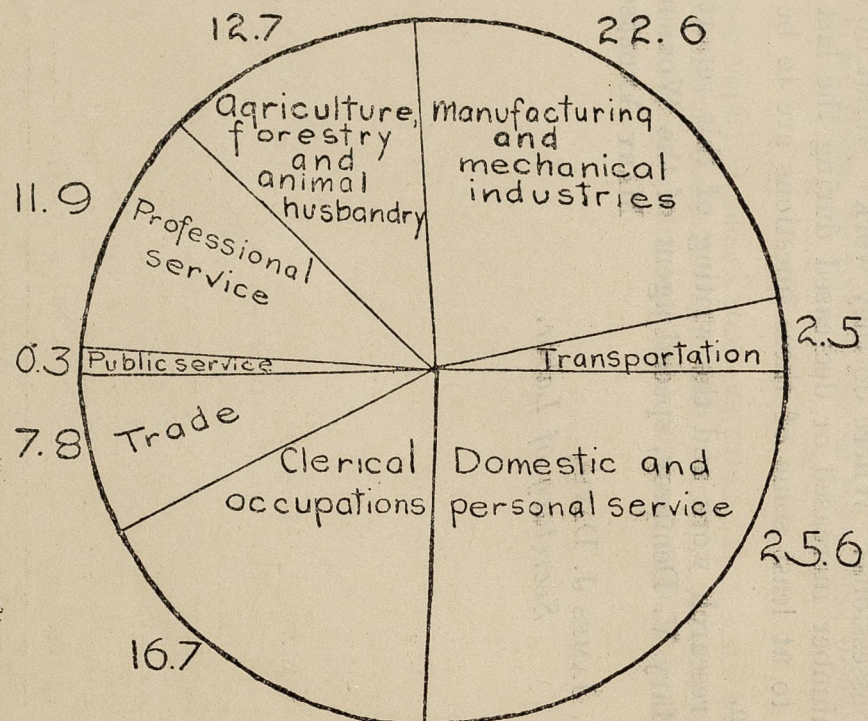 12.7
22.6
Agriculture,
forestry
and
animal
husbandry
Manufacturing
and
mechanical
industries
11.9
Professional
service
2.5
Transportation
0.3
Public service
7.8
Trade
Clerical
occupations
Domestic and
personal service
25.6
16.7